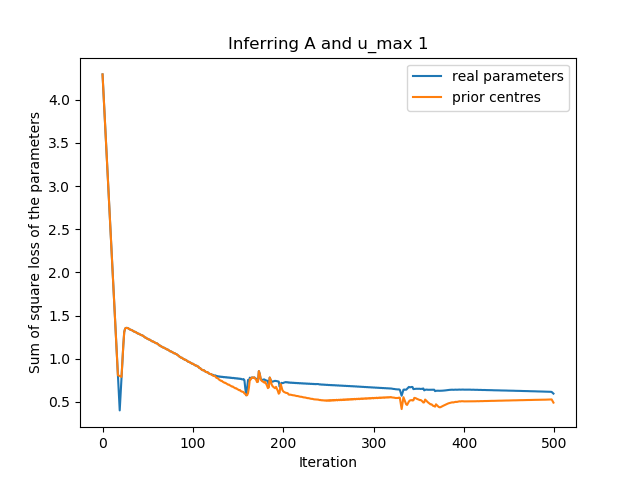 Inferring A and u_max 1
real parameters
prior centres
Sum of square loss of the parameters
4.0
3.5
3.0
2.5
2.0
1.5
1.0
0.5
0
100
200
300
400
500
Iteration